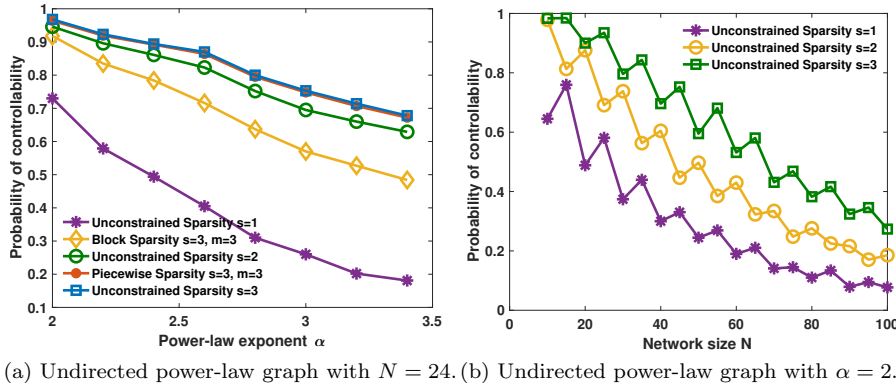 1
0.9
0.8
0.7
0.6
0.5
0.4
0.3
0.2
0.1
Probability of controllability
Unconstrained Sparsity s=1
Block Sparsity s=3, m=3
Unconstrained Sparsity s=2
Piecewise Sparsity s=3, m=3
Unconstrained Sparsity s=3
2 2.5 3 3.5
Power-law exponent α
(a) Undirected power-law graph with N = 24.
1
0.8
0.6
0.4
0.2
0
Probability of controllability
Unconstrained Sparsity s=1
Unconstrained Sparsity s=2
Unconstrained Sparsity s=3
0 20 40 60 80 100
Network size N
(b) Undirected power-law graph with α = 2.